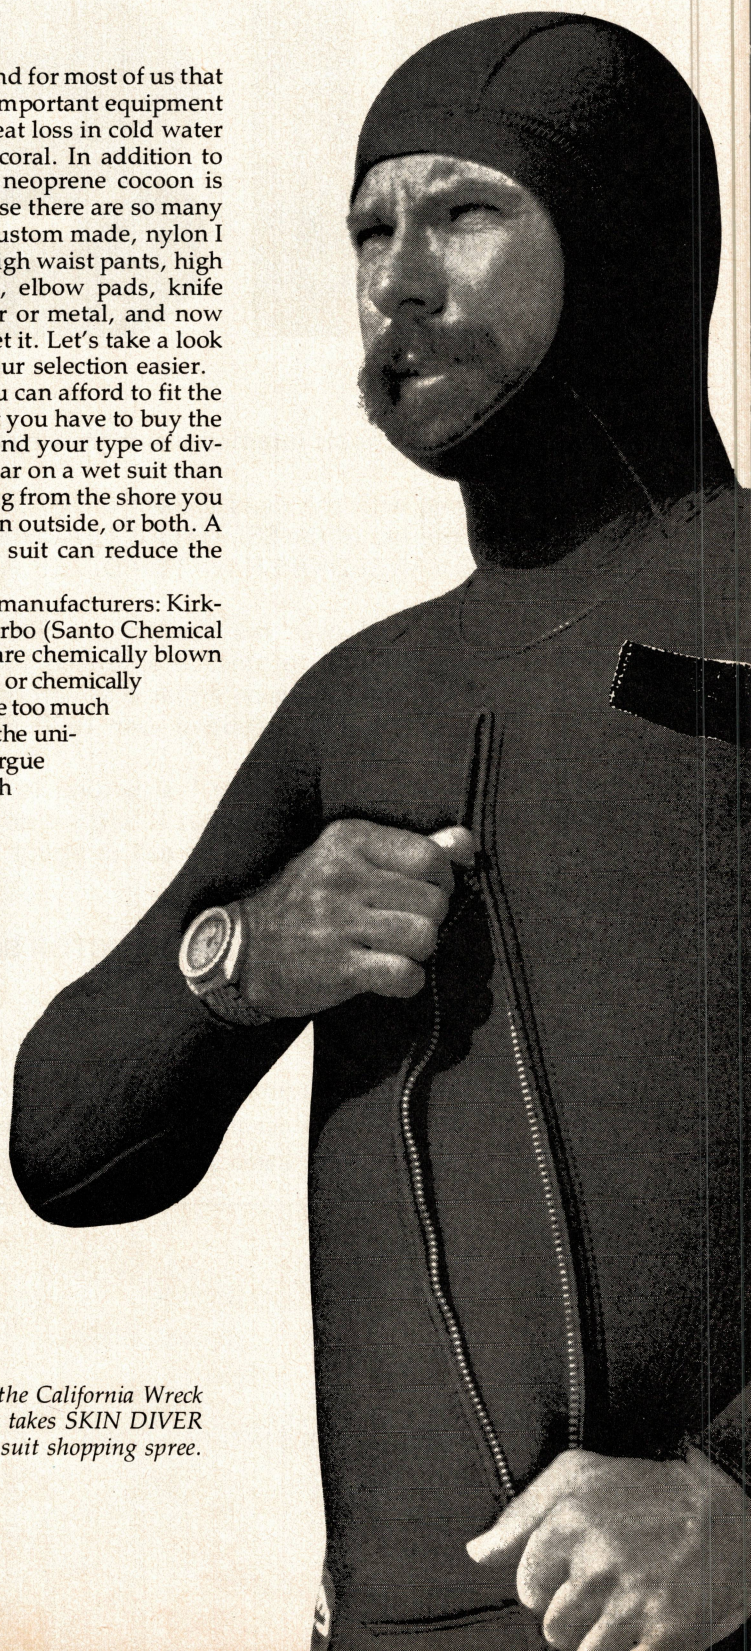 nd for most of us that
mportant equipment
eat loss in cold water
coral. In addition to
neoprene cocoon is
se there are so many
ustom made, nylon I
igh waist pants, high
, elbow pads, knife
r or metal, and now
et it. Let's take a look
ur selection easier.
u can afford to fit the
t you have to buy the
nd your type of div-
ar on a wet suit than
g from the shore you
n outside, or both. A
suit can reduce the
manufacturers: Kirk-
rbo (Santo Chemical
are chemically blown
or chemically
e too much
the uni-
rgue
h
the California Wreck
takes SKIN DIVER
suit shopping spree.